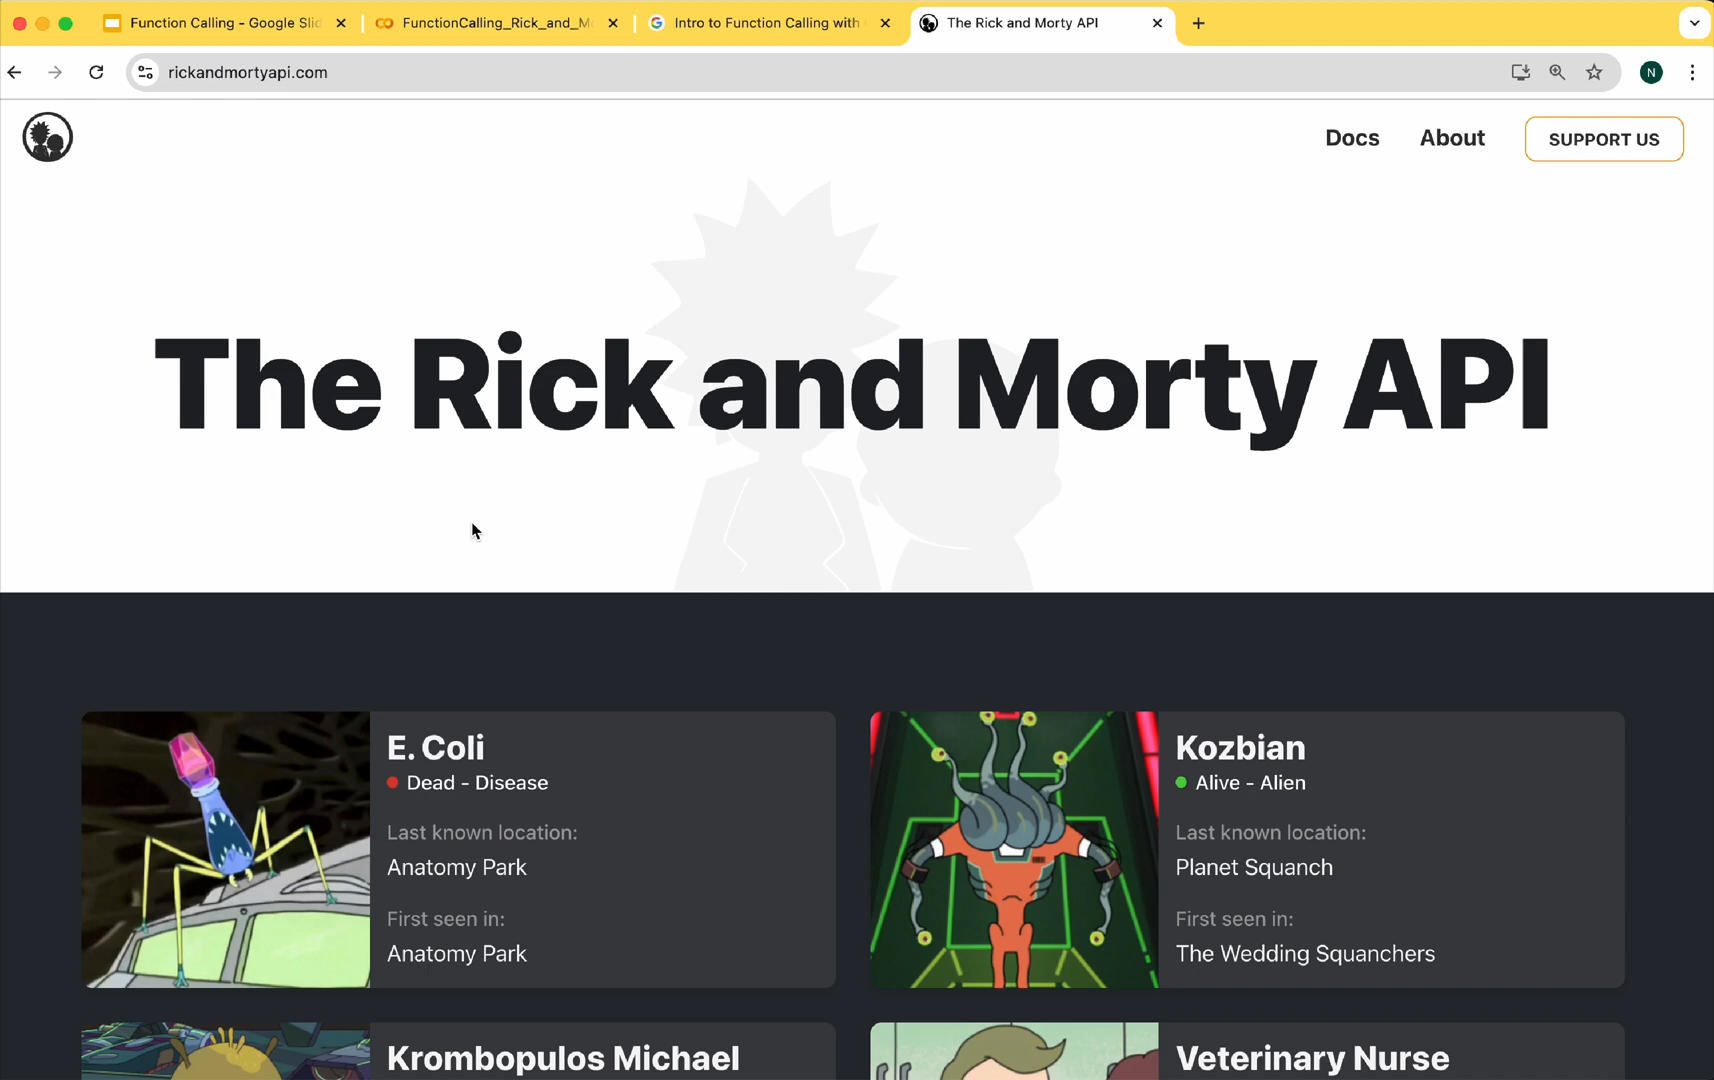 Function Calling - Google Slid
FunctionCalling_Rick_and_M
Intro to Function Calling with
The Rick and Morty API
rickandmortyapi.com
N
Docs
About
SUPPORT US
The Rick and Morty API
E. Coli
Dead - Disease
Last known location:
Anatomy Park
First seen in:
Anatomy Park
Kozbian
Alive - Alien
Last known location:
Planet Squanch
First seen in:
The Wedding Squanchers
Krombopulos Michael
Veterinary Nurse